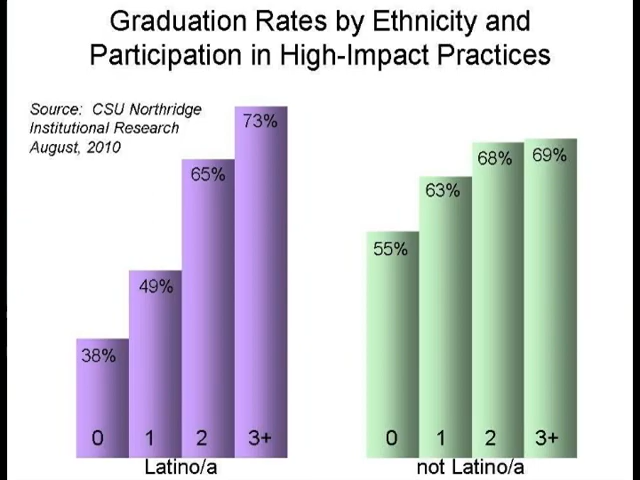 Graduation Rates by Ethnicity and
Participation in High-Impact Practices
Source: CSU Northridge
Institutional Research
August, 2010
38%
49%
65%
73%
0
1
2
3+
Latino/a
55%
63%
68%
69%
0
1
2
3+
not Latino/a